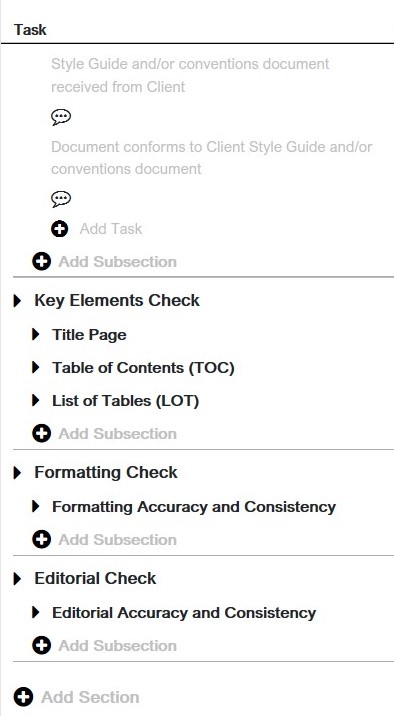 Task
Style Guide and/or conventions document
received from Client
Document conforms to Client Style Guide and/or
conventions document
Add Task
Add Subsection
Key Elements Check
Title Page
Table of Contents (TOC)
List of Tables (LOT)
Add Subsection
Formatting Check
Formatting Accuracy and Consistency
Add Subsection
Editorial Check
Editorial Accuracy and Consistency
Add Subsection
Add Section